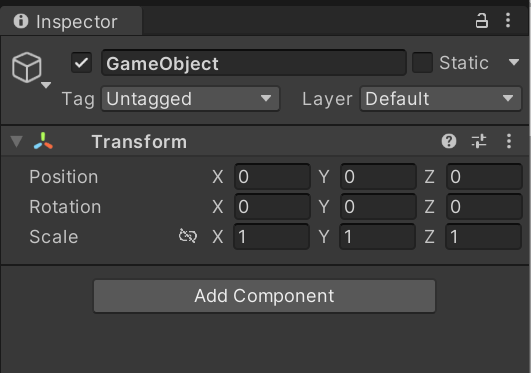 Inspector
GameObject Static
Tag Untagged Layer Default
Transform
Position X 0 Y 0 Z 0
Rotation X 0 Y 0 Z 0
Scale X 1 Y 1 Z 1
Add Component